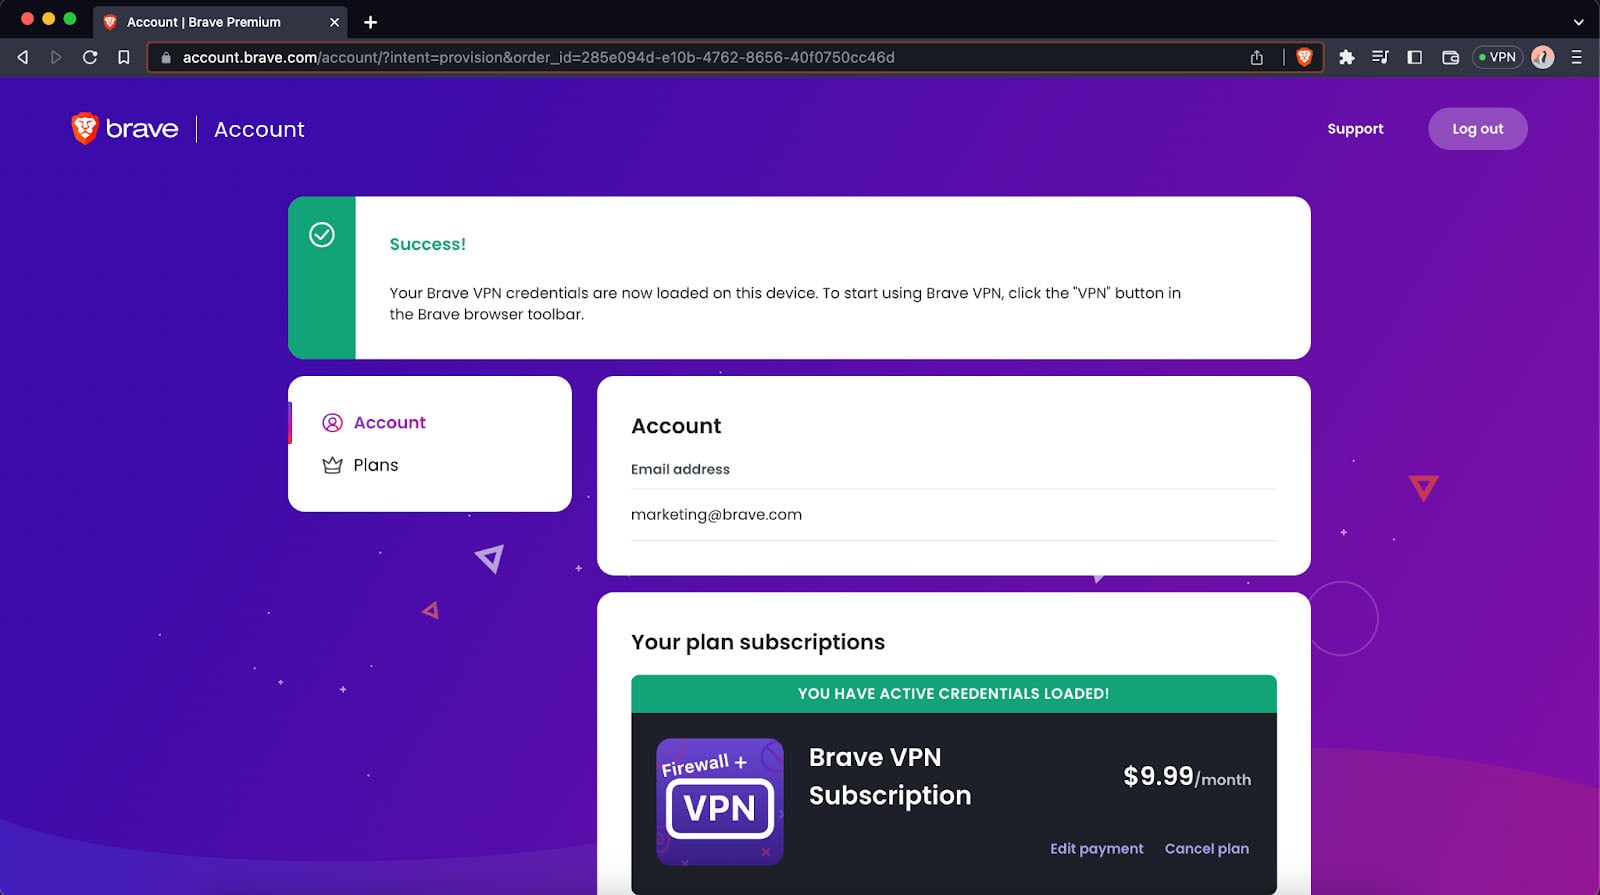 Account | Brave Premium
account.brave.com/account/?intent=provision&order_id=285e094d-e10b-4762-8656-40f0750cc46d
VPN
brave
Account
Support
Log out
Success!
Your Brave VPN credentials are now loaded on this device. To start using Brave VPN, click the "VPN" button in
the Brave browser toolbar.
Account
Plans
Account
Email address
marketing@brave.com
Your plan subscriptions
YOU HAVE ACTIVE CREDENTIALS LOADED!
Firewall +
VPN
Brave VPN
Subscription
$9.99/month
Edit payment
Cancel plan